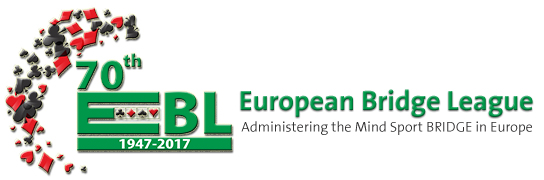 70th
EBL
1947-2017
European Bridge League
Administering the Mind Sport BRIDGE in Europe